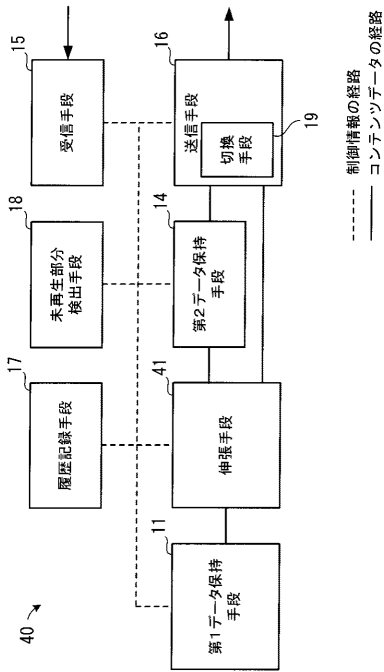 40
11
第1データ保持
手段
17
履歴記録手段
41
伸張手段
18
未再生部分
検出手段
14
第2データ保持
手段
15
受信手段
16
送信手段
19
切換
手段
制御情報の経路
コンテンツデータの経路